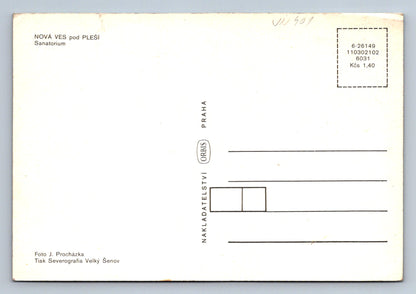 NOVÁ VES pod PLEŠÍ
Sanatorium
6-26149
110302102
6031
Kčs 1,40
NAKLADATELSTVÍ ORBIS PRAHA
Foto J. Procházka
Tisk Severografia Velký Šenov